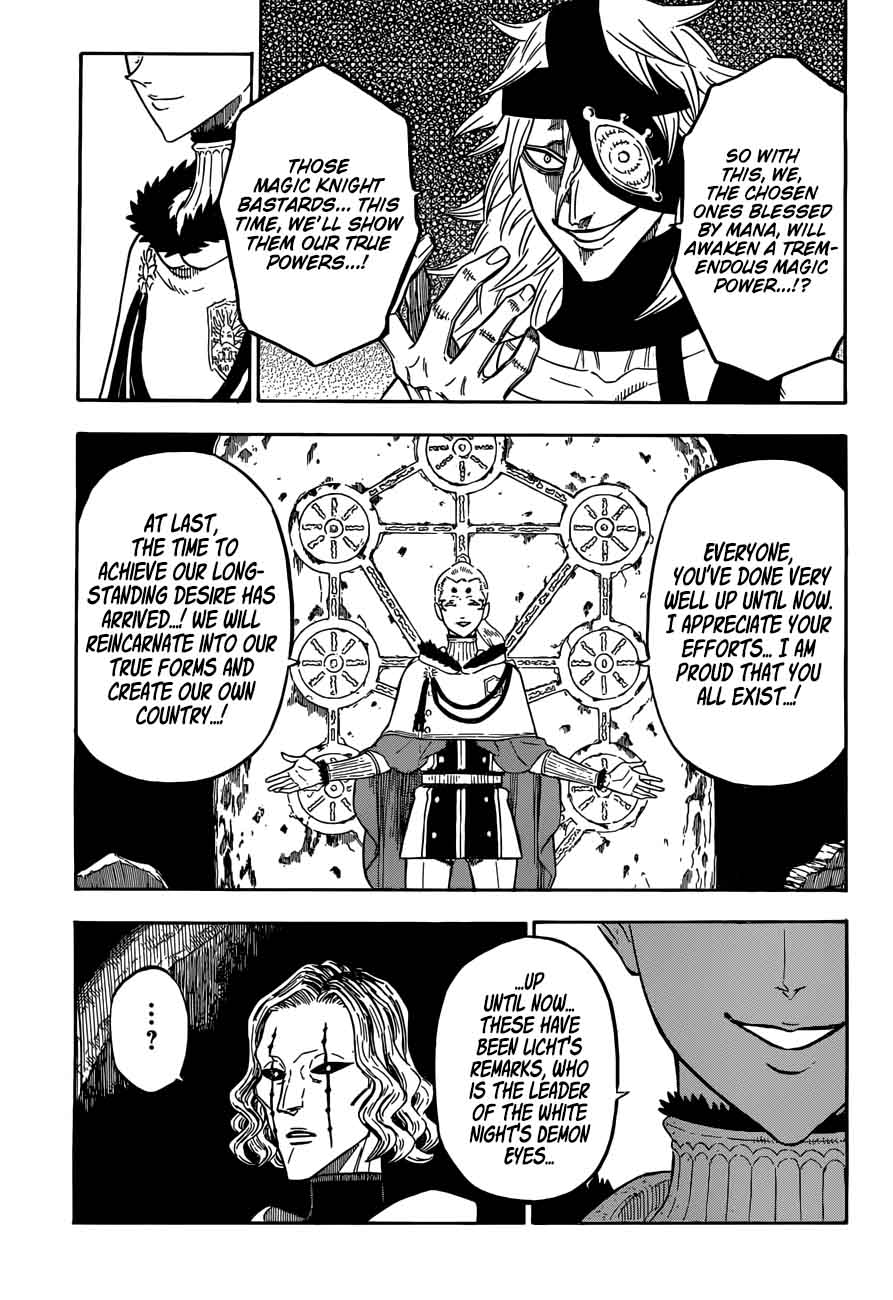 SO WITH
THIS, WE,
THE CHOSEN
ONES BLESSED
BY MANA, WILL
AWAKEN A TREM-
ENDOUS MAGIC
POWER...!?
THOSE
MAGIC KNIGHT
BASTARDS... THIS
TIME, WE'LL SHOW
THEM OUR TRUE
POWERS...!
EVERYONE,
YOU'VE DONE VERY
WELL UP UNTIL NOW.
I APPRECIATE YOUR
EFFORTS... I AM
PROUD THAT YOU
ALL EXIST...!
AT LAST,
THE TIME TO
ACHIEVE OUR LONG-
STANDING DESIRE HAS
ARRIVED...! WE WILL
REINCARNATE INTO OUR
TRUE FORMS AND
CREATE OUR OWN
COUNTRY...!
...UP
UNTIL NOW...
THESE HAVE
BEEN LICHT'S
REMARKS, WHO
IS THE LEADER
OF THE WHITE
NIGHT'S DEMON
EYES...
...?